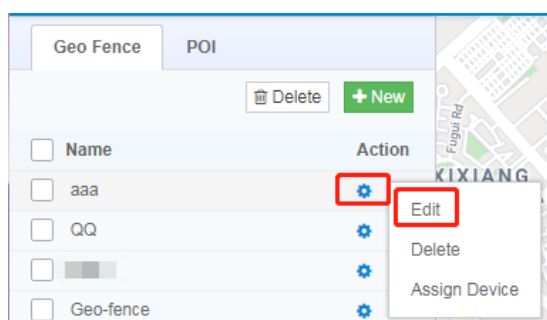 Geo Fence POI
Delete + New
Name Action
Fugui Rd
aaa
XIXIANG
Edit
QQ
Delete
Assign Device
Geo-fence